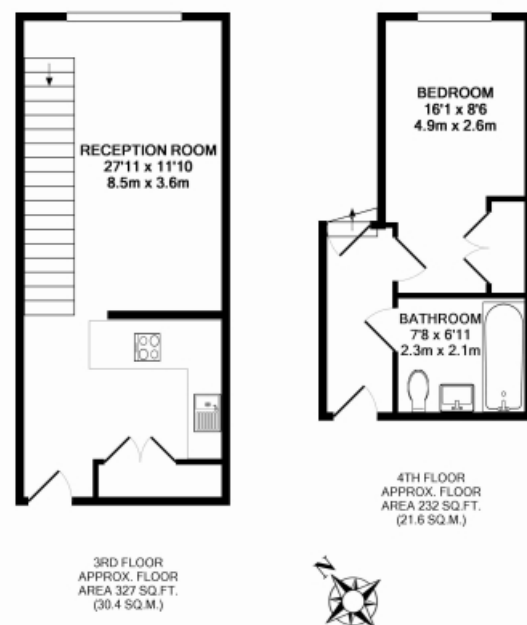 RECEPTION ROOM
27'11 x 11'10
8.5m x 3.6m
BEDROOM
16'1 x 8'6
4.9m x 2.6m
BATHROOM
7'8 x 6'11
2.3m x 2.1m
3RD FLOOR
APPROX. FLOOR
AREA 327 SQ.FT.
(30.4 SQ.M.)
4TH FLOOR
APPROX. FLOOR
AREA 232 SQ.FT.
(21.6 SQ.M.)
N